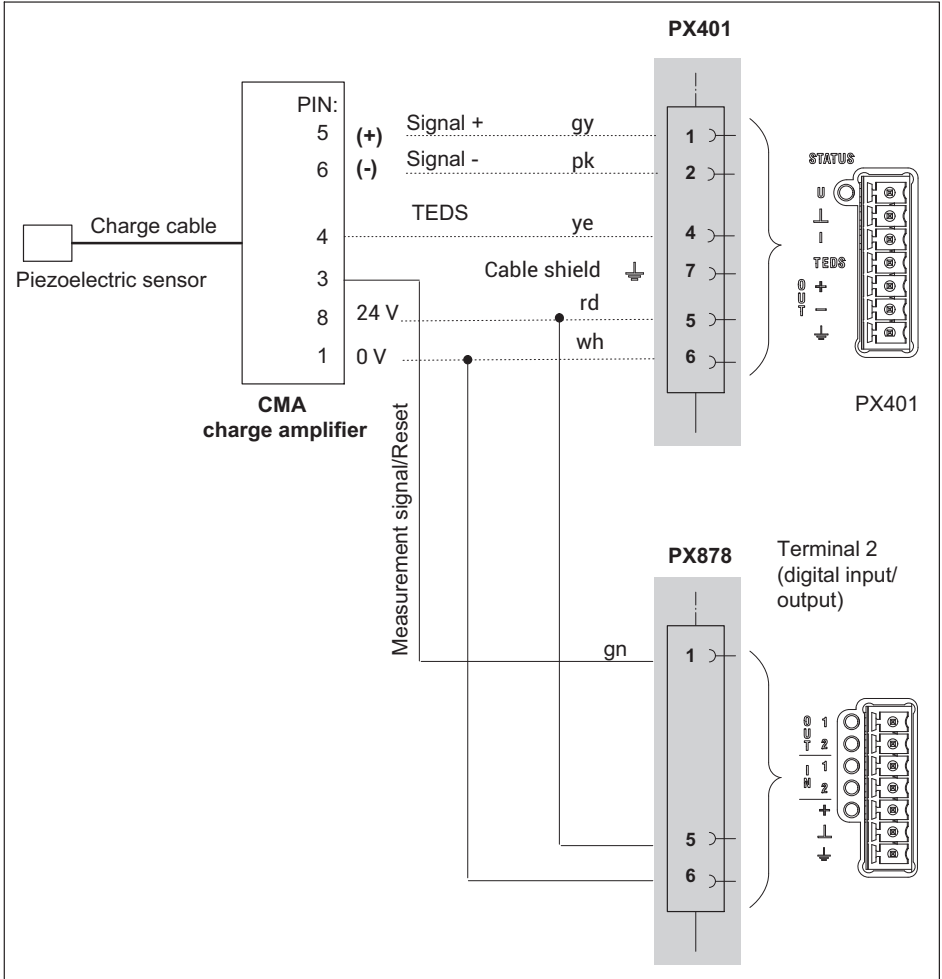 PX401
PIN:
5 (+) Signal + gy 1
6 (-) Signal - pk 2
TEDS
4 ye 4
Charge cable
Piezoelectric sensor
3 Cable shield 7
8 24 V rd 5
1 0 V wh 6
CMA
charge amplifier
STATUS
U
I
TEDS
OUT + -
PX401
Measurement signal/Reset
PX878
Terminal 2
(digital input/
output)
gn 1
5
6
OUT 1
2
IN 1
2
+